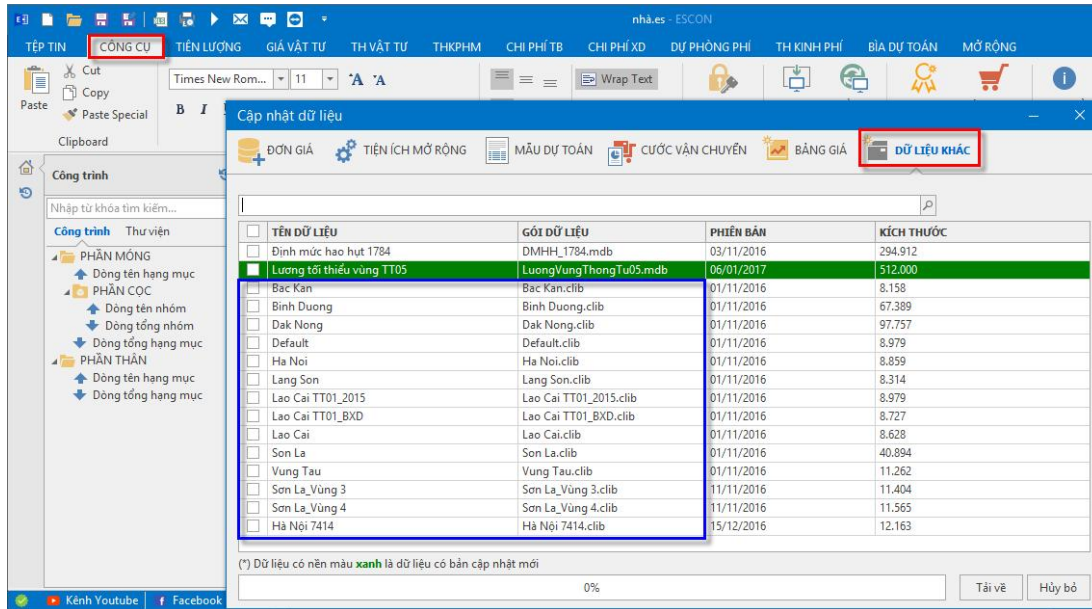 nhà.es - ESCON
TỆP TIN CÔNG CỤ TIÊN LƯỢNG GIÁ VẬT TƯ TH VẬT TƯ THKPHM CHI PHÍ TB CHI PHÍ XD DỰ PHÒNG PHÍ TH KINH PHÍ BÌA DỰ TOÁN MỞ RỘNG
Cut
Copy
Paste Special
Paste
Clipboard
Times New Rom... 11 A A
B I
Wrap Text
Cập nhật dữ liệu
ĐƠN GIÁ TIỆN ÍCH MỞ RỘNG MẪU DỰ TOÁN CƯỚC VẬN CHUYỂN BẢNG GIÁ DỮ LIỆU KHÁC
Công trình
Nhập từ khóa tìm kiếm...
Công trình Thư viện
PHẦN MÓNG
Dòng tên hạng mục
PHẦN CỌC
Dòng tên nhóm
Dòng tổng nhóm
Dòng tổng hạng mục
PHẦN THÂN
Dòng tên hạng mục
Dòng tổng hạng mục
TÊN DỮ LIỆU GÓI DỮ LIỆU PHIÊN BẢN KÍCH THƯỚC
Định mức hao hụt 1784 DMHH_1784.mdb 03/11/2016 294.912
Lương tối thiểu vùng TT05 LuongVungThongTu05.mdb 06/01/2017 512.000
Bac Kan Bac Kan.clib 01/11/2016 8.158
Binh Duong Binh Duong.clib 01/11/2016 67.389
Dak Nong Dak Nong.clib 01/11/2016 97.757
Default Default.clib 01/11/2016 8.979
Ha Noi Ha Noi.clib 01/11/2016 8.859
Lang Son Lang Son.clib 01/11/2016 8.314
Lao Cai TT01_2015 Lao Cai TT01_2015.clib 01/11/2016 8.979
Lao Cai TT01_BXD Lao Cai TT01_BXD.clib 01/11/2016 8.727
Lao Cai Lao Cai.clib 01/11/2016 8.628
Son La Son La.clib 01/11/2016 40.894
Vung Tau Vung Tau.clib 01/11/2016 11.262
Sơn La_Vùng 3 Sơn La_Vùng 3.clib 11/11/2016 11.404
Sơn La_Vùng 4 Sơn La_Vùng 4.clib 11/11/2016 11.565
Hà Nội 7414 Hà Nội 7414.clib 15/12/2016 12.163
(*) Dữ liệu có nền màu xanh là dữ liệu có bản cập nhật mới
0%
Tải về Hủy bỏ
Kênh Youtube Facebook